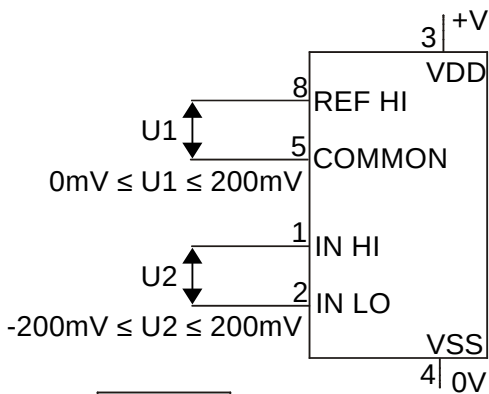 +V
3
VDD
8
REF HI
U1
5
COMMON
0mV ≤ U1 ≤ 200mV
1
IN HI
U2
2
IN LO
-200mV ≤ U2 ≤ 200mV
VSS
4
0V